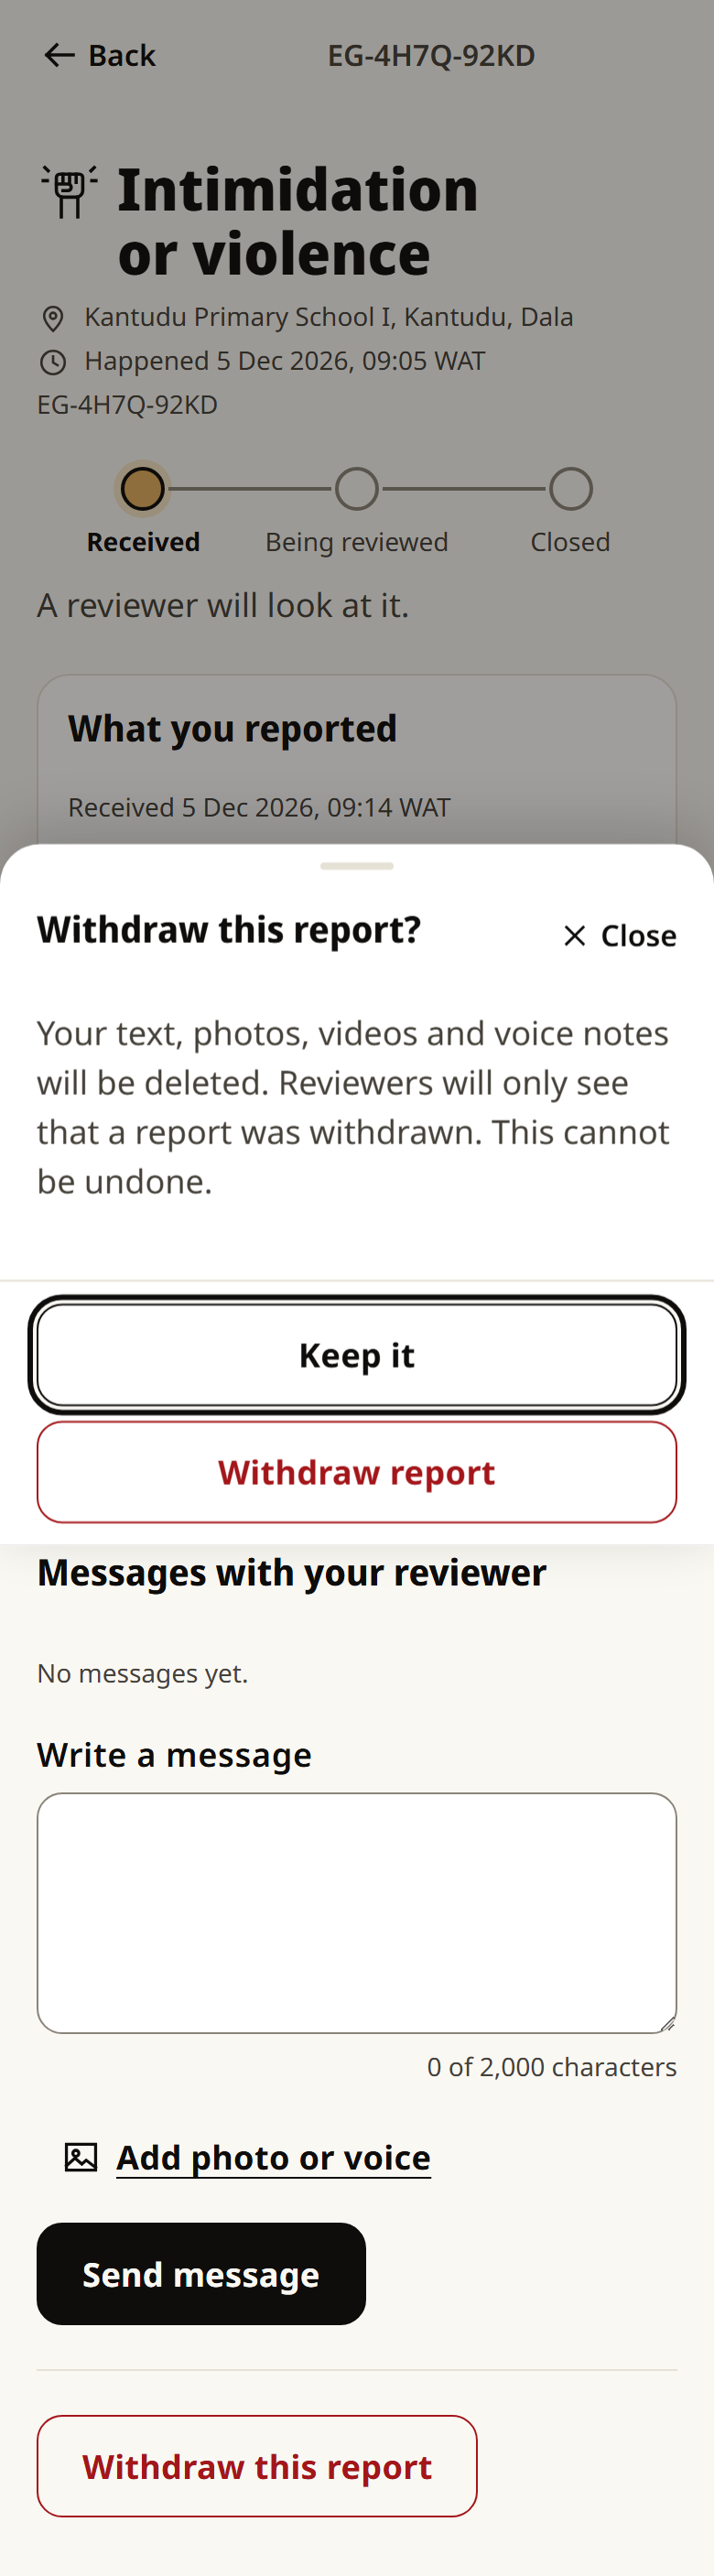 Back
EG-4H7Q-92KD
Intimidation
or violence
Kantudu Primary School I, Kantudu, Dala
Happened 5 Dec 2026, 09:05 WAT
EG-4H7Q-92KD
Received
Being reviewed
Closed
A reviewer will look at it.
What you reported
Received 5 Dec 2026, 09:14 WAT
Withdraw this report?
Close
Your text, photos, videos and voice notes
will be deleted. Reviewers will only see
that a report was withdrawn. This cannot
be undone.
Keep it
Withdraw report
Messages with your reviewer
No messages yet.
Write a message
0 of 2,000 characters
Add photo or voice
Send message
Withdraw this report